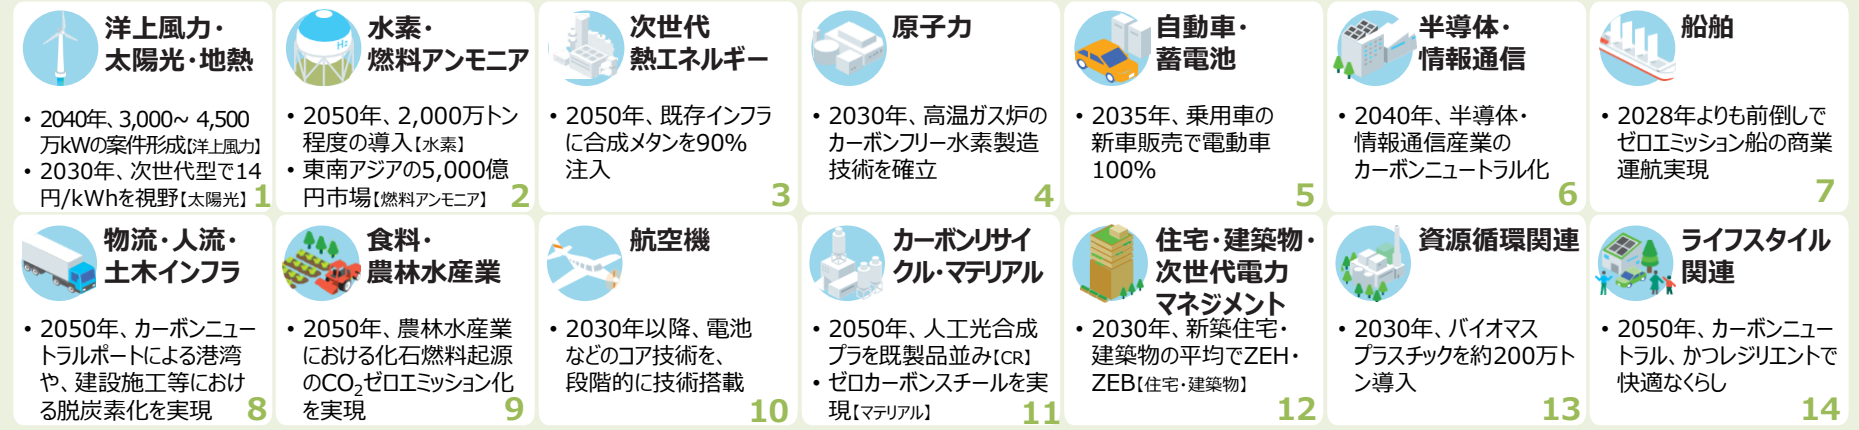 洋上風力・
太陽光・地熱
• 2040年、3,000~ 4,500
万kWの案件形成【洋上風力】
• 2030年、次世代型で14
円/kWhを視野【太陽光】
1
水素・
燃料アンモニア
H₂
• 2050年、2,000万トン
程度の導入【水素】
• 東南アジアの5,000億
円市場【燃料アンモニア】
2
次世代
熱エネルギー
• 2050年、既存インフラ
に合成メタンを90%
注入
3
原子力
• 2030年、高温ガス炉の
カーボンフリー水素製造
技術を確立
4
自動車・
蓄電池
• 2035年、乗用車の
新車販売で電動車
100%
5
半導体・
情報通信
• 2040年、半導体・
情報通信産業の
カーボンニュートラル化
6
船舶
• 2028年よりも前倒しで
ゼロエミッション船の商業
運航実現
7
物流・人流・
土木インフラ
• 2050年、カーボンニュー
トラルポートによる港湾
や、建設施工等におけ
る脱炭素化を実現
8
食料・
農林水産業
• 2050年、農林水産業
における化石燃料起源
のCO₂ゼロエミッション化
を実現
9
航空機
• 2030年以降、電池
などのコア技術を、
段階的に技術搭載
10
カーボンリサイ
クル・マテリアル
• 2050年、人工光合成
プラを既製品並み【CR】
• ゼロカーボンスチールを実
現【マテリアル】
11
住宅・建築物・
次世代電力
マネジメント
• 2030年、新築住宅・
建築物の平均でZEH・
ZEB【住宅・建築物】
12
資源循環関連
• 2030年、バイオマス
プラスチックを約200万ト
ン導入
13
ライフスタイル
関連
• 2050年、カーボンニュー
トラル、かつレジリエントで
快適なくらし
14